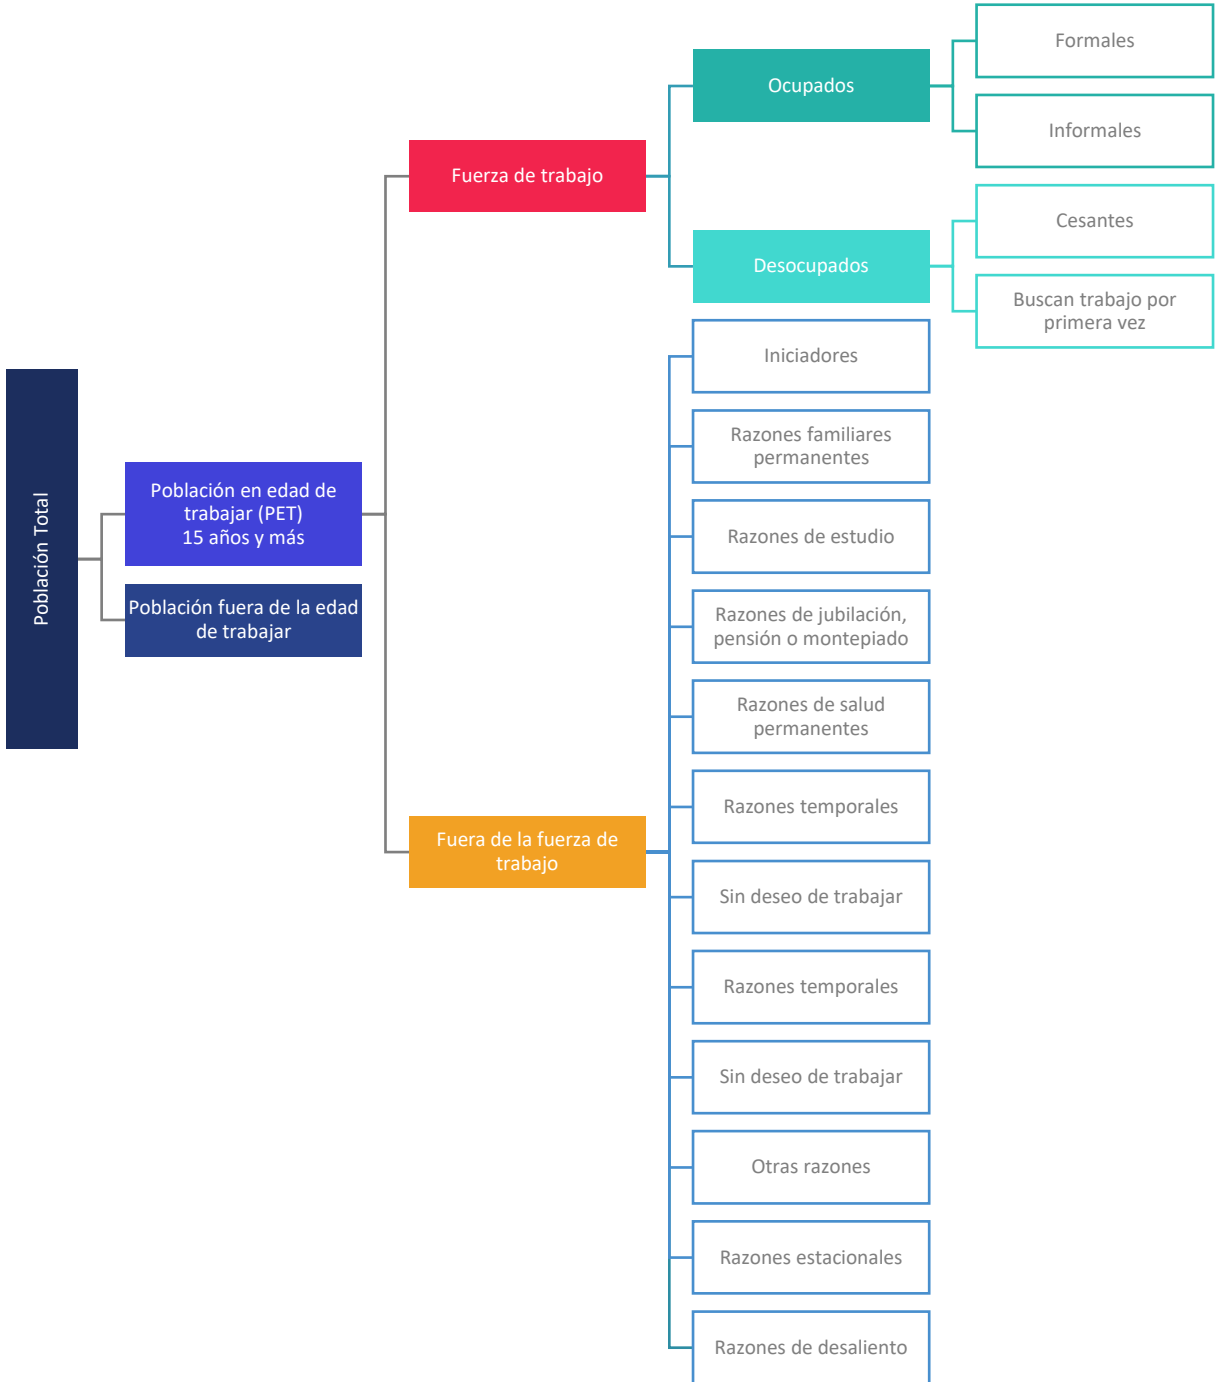 Población Total
Población en edad de
trabajar (PET)
15 años y más
Población fuera de la edad
de trabajar
Fuerza de trabajo
Ocupados
Formales
Informales
Desocupados
Cesantes
Buscan trabajo por
primera vez
Fuera de la fuerza de
trabajo
Iniciadores
Razones familiares
permanentes
Razones de estudio
Razones de jubilación,
pensión o montepiado
Razones de salud
permanentes
Razones temporales
Sin deseo de trabajar
Razones temporales
Sin deseo de trabajar
Otras razones
Razones estacionales
Razones de desaliento